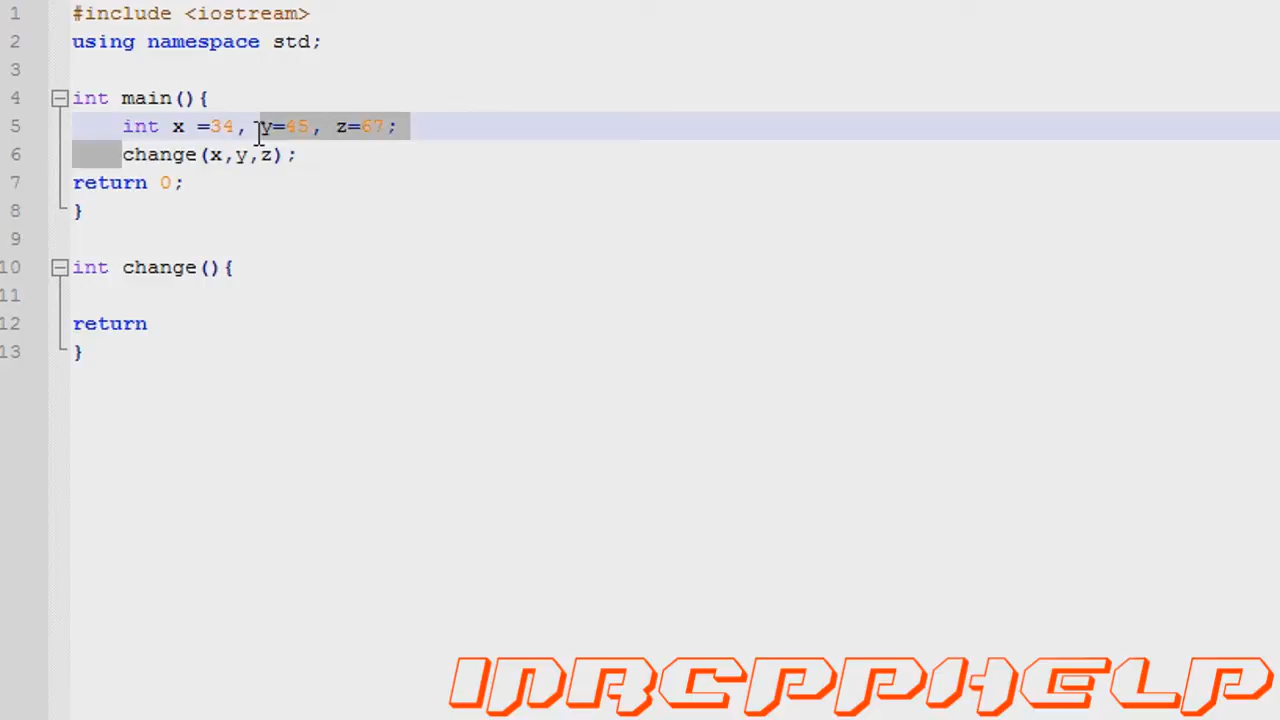 1 #include <iostream>
2 using namespace std;
3
4 int main(){
5 int x =34, y=45, z=67;
6 change(x,y,z);
7 return 0;
8 }
9
10 int change(){
11
12 return
13 }
INRCPPHELP